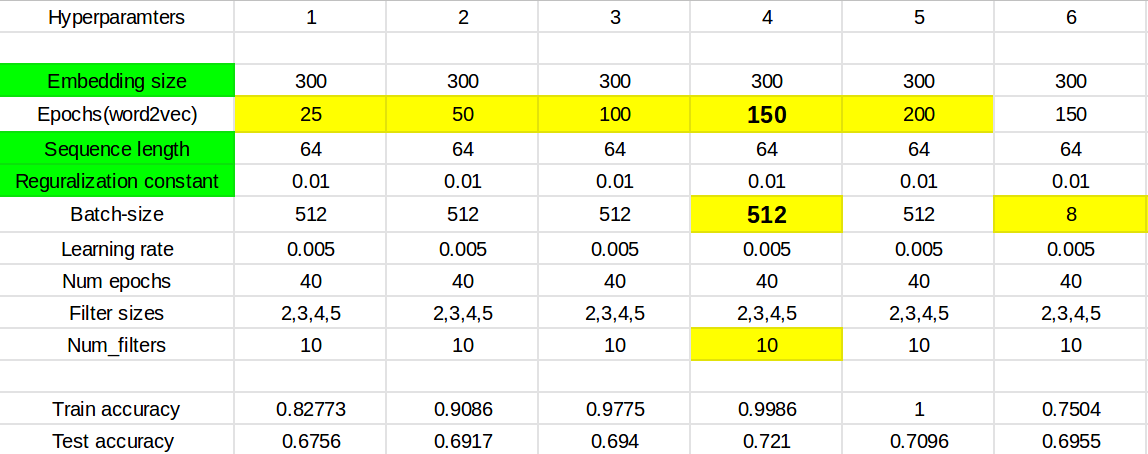 Hyperparamters 1 2 3 4 5 6
Embedding size 300 300 300 300 300 300
Epochs(word2vec) 25 50 100 150 200 150
Sequence length 64 64 64 64 64 64
Reguralization constant 0.01 0.01 0.01 0.01 0.01 0.01
Batch-size 512 512 512 512 512 8
Learning rate 0.005 0.005 0.005 0.005 0.005 0.005
Num epochs 40 40 40 40 40 40
Filter sizes 2,3,4,5 2,3,4,5 2,3,4,5 2,3,4,5 2,3,4,5 2,3,4,5
Num_filters 10 10 10 10 10 10
Train accuracy 0.82773 0.9086 0.9775 0.9986 1 0.7504
Test accuracy 0.6756 0.6917 0.694 0.721 0.7096 0.6955